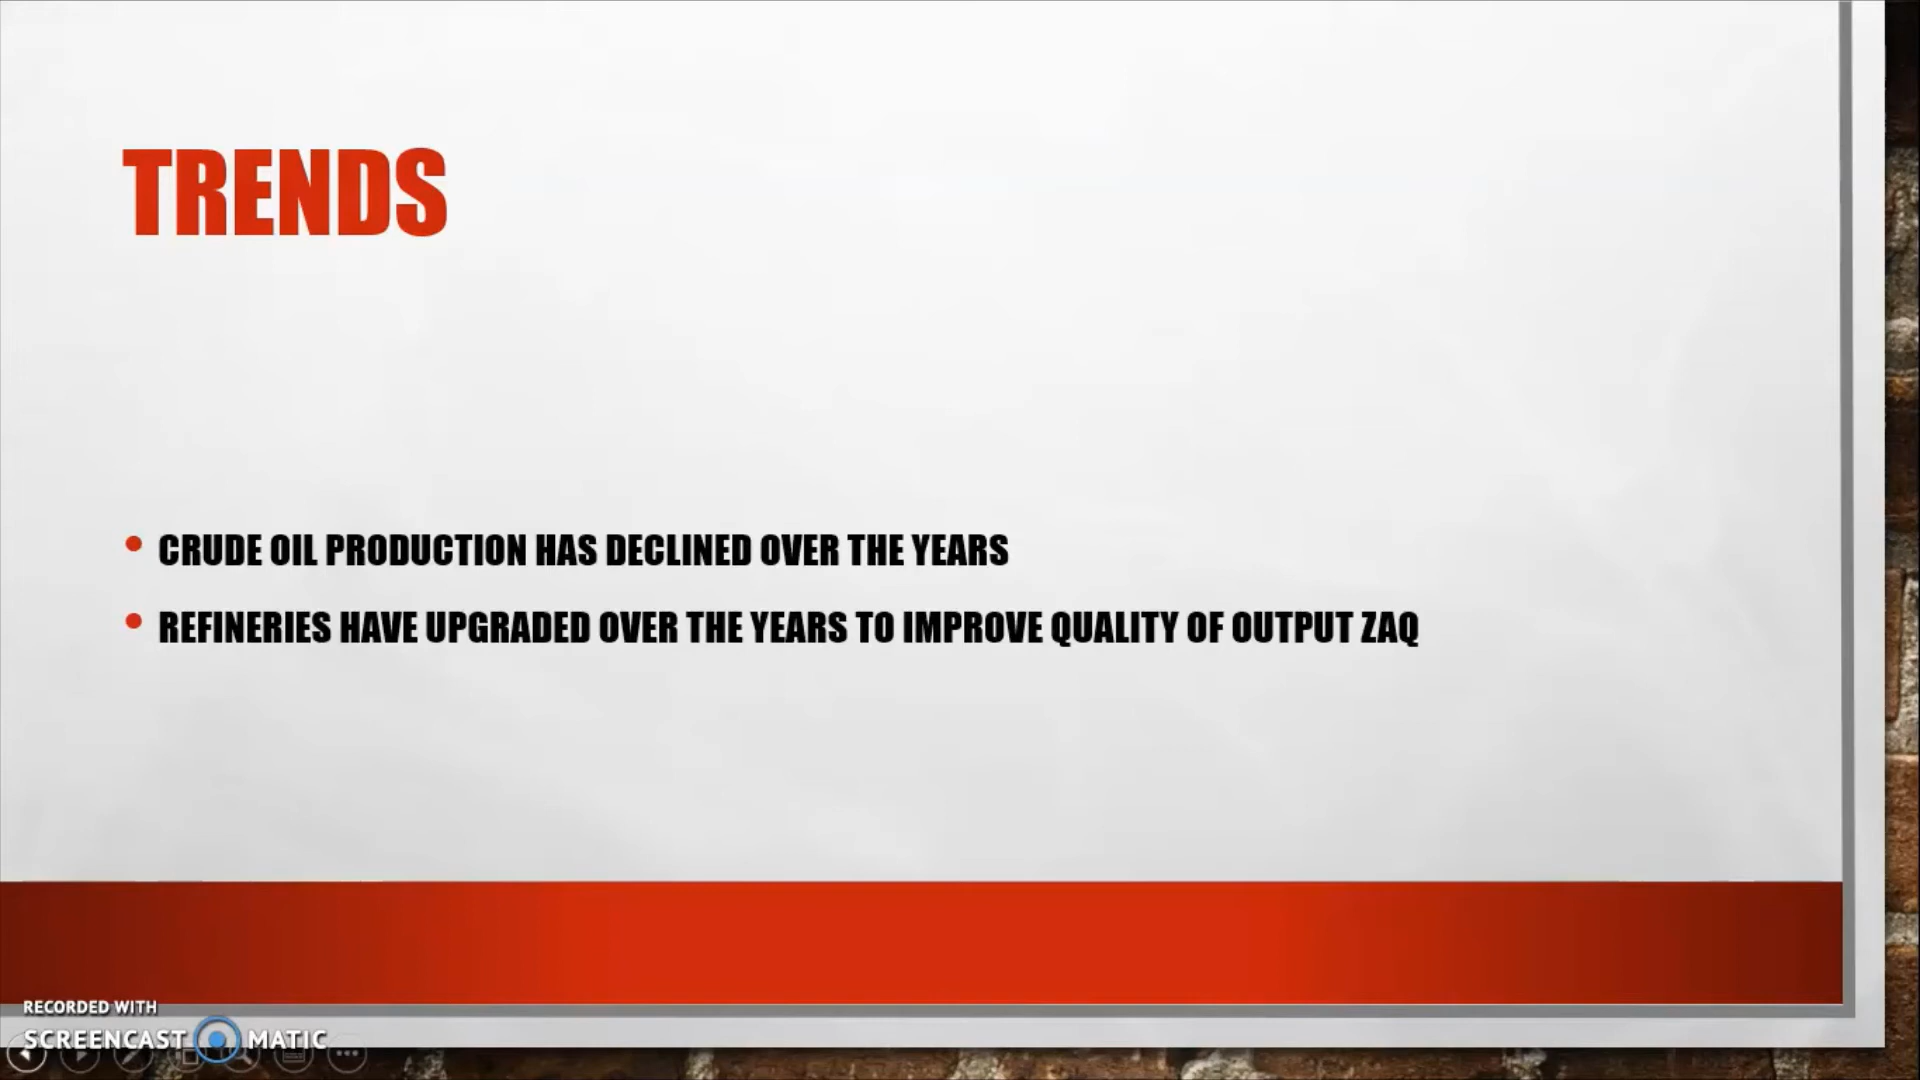 TRENDS
CRUDE OIL PRODUCTION HAS DECLINED OVER THE YEARS
REFINERIES HAVE UPGRADED OVER THE YEARS TO IMPROVE QUALITY OF OUTPUT ZAQ
RECORDED WITH
SCREENCAST MATIC